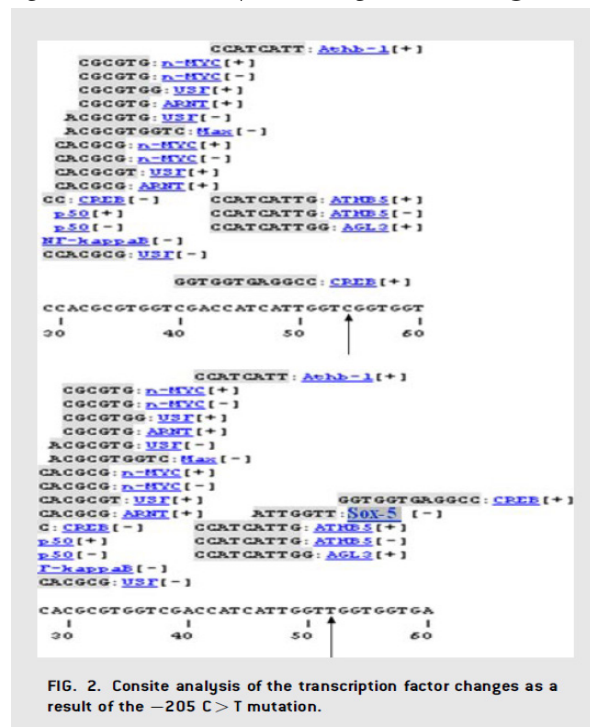 CCATCATT:Athb-1[+]
CGCGTG:n-MYC[+]
CGCGTG:n-MYC[-]
CGCGTGG:USF[+]
CGCGTG:ARNT[+]
ACGCGTG:USF[-]
ACGCGTGGTC:Max[-]
CACGCG:n-MYC[+]
CACGCG:n-MYC[-]
CACGCGT:USF[+]
CACGCG:ARNT[+]
CC:CREB[-] CCATCATTG:ATHB5[+]
p50[+] CCATCATTG:ATHB5[-]
p50[-] CCATCATTGG:AGL3[+]
NF-kappaB[-]
CCACGCG:USF[-]
GGTGGTGAGGCC:CREB[+]
CCACGCGTGGTCGACCATCATTGGTCGGTGGT
30 40 50 60
CCATCATT:Athb-1[+]
CGCGTG:n-MYC[+]
CGCGTG:n-MYC[-]
CGCGTGG:USF[+]
CGCGTG:ARNT[+]
ACGCGTG:USF[-]
ACGCGTGGTC:Max[-]
CACGCG:n-MYC[+]
CACGCG:n-MYC[-]
CACGCGT:USF[+] GGTGGTGAGGCC:CREB[+]
CACGCG:ARNT[+] ATTGGTT:Sox-5 [-]
C:CREB[-] CCATCATTG:ATHB5[+]
p50[+] CCATCATTG:ATHB5[-]
p50[-] CCATCATTGG:AGL3[+]
F-kappaB[-]
CACGCG:USF[-]
CACGCGTGGTCGACCATCATTGGTTGGTGGTGA
30 40 50 60
FIG. 2. Consite analysis of the transcription factor changes as a
result of the −205 C > T mutation.